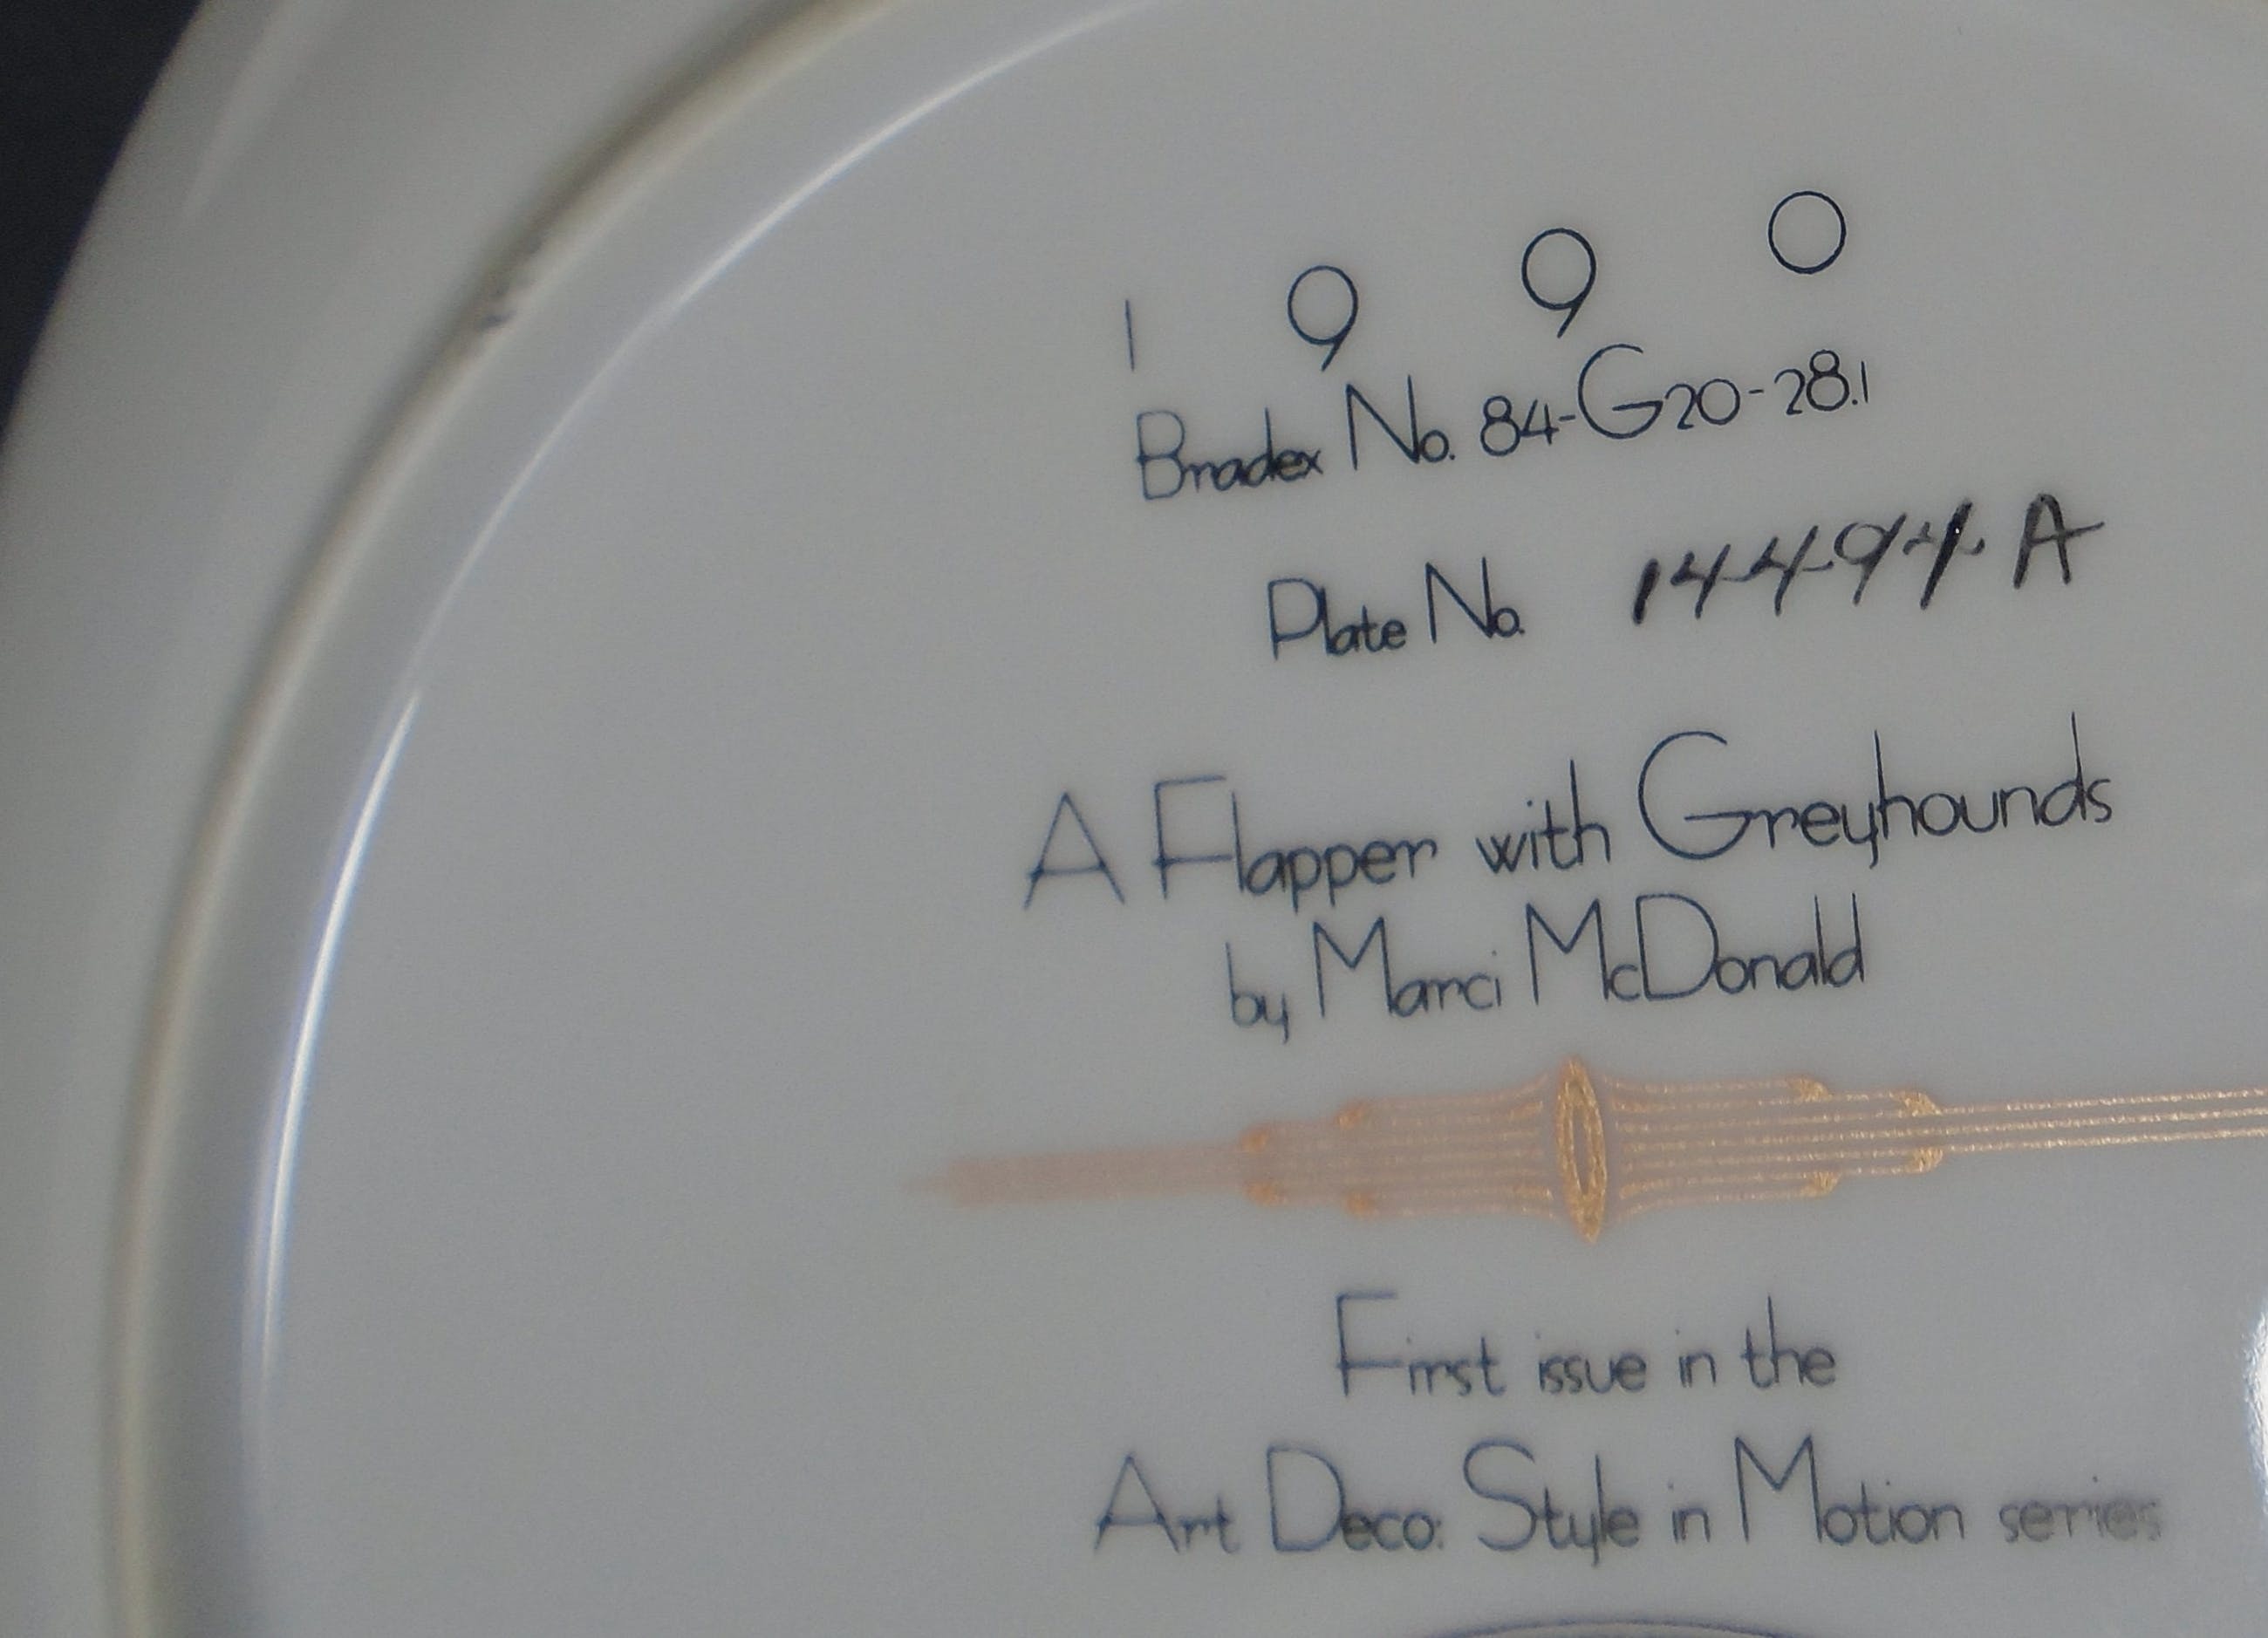 1 9 9 0
Bradex No. 84-G20-28.1
Plate No. 14494 A
A Flapper with Greyhounds
by Marci McDonald
First issue in the
Art Deco: Style in Motion series